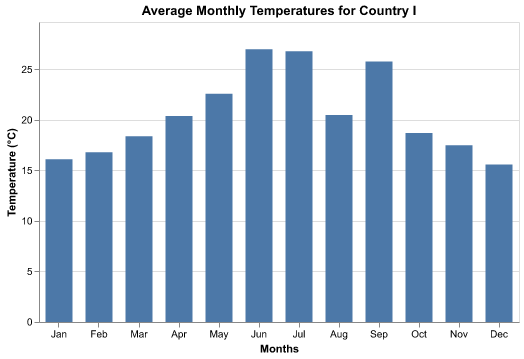 Average Monthly Temperatures for Country I
Temperature (°C)
25
20
15
10
5
0
Jan Feb Mar Apr May Jun Jul Aug Sep Oct Nov Dec
Months